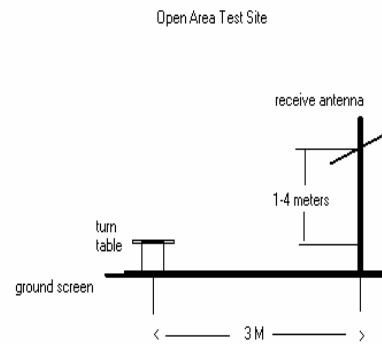 Open Area Test Site
receive antenna
1-4 meters
turn
table
ground screen
3 M